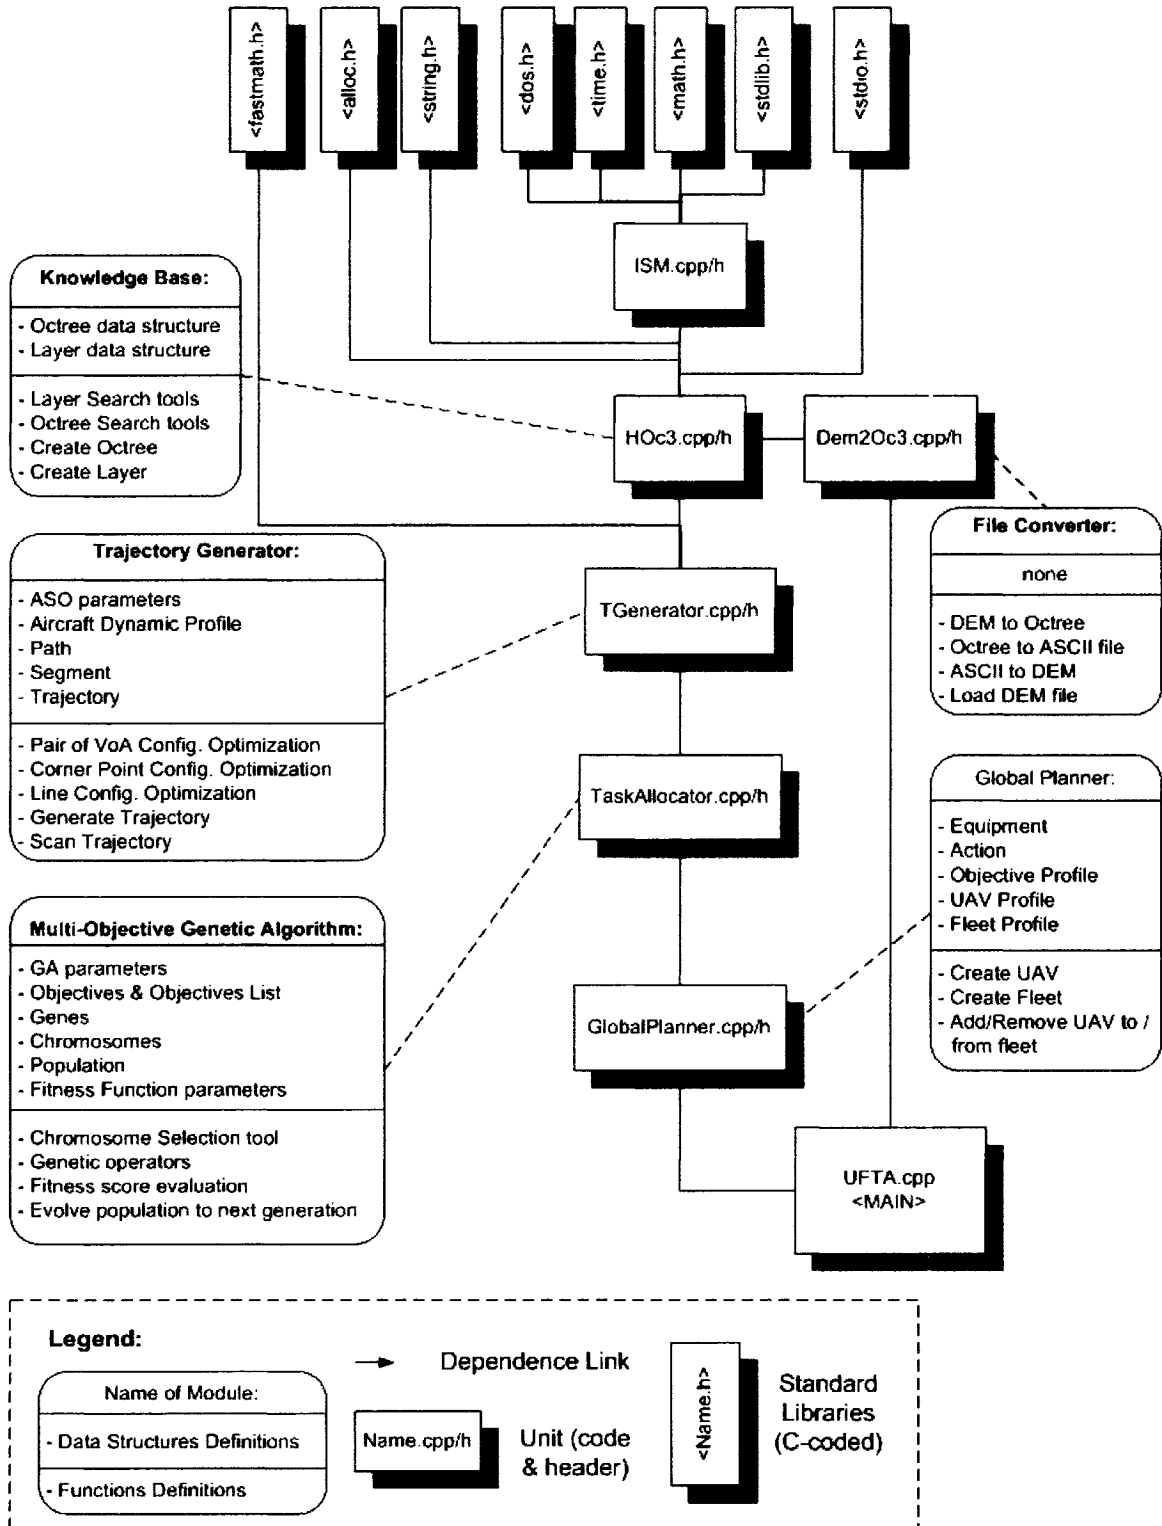 <fastmath.h>
<alloc.h>
<string.h>
<dos.h>
<time.h>
<math.h>
<stdlib.h>
<stdio.h>
ISM.cpp/h
Knowledge Base:
- Octree data structure
- Layer data structure
- Layer Search tools
- Octree Search tools
- Create Octree
- Create Layer
HOc3.cpp/h
Dem2Oc3.cpp/h
File Converter:
none
- DEM to Octree
- Octree to ASCII file
- ASCII to DEM
- Load DEM file
Trajectory Generator:
- ASO parameters
- Aircraft Dynamic Profile
- Path
- Segment
- Trajectory
- Pair of VoA Config. Optimization
- Corner Point Config. Optimization
- Line Config. Optimization
- Generate Trajectory
- Scan Trajectory
TGenerator.cpp/h
TaskAllocator.cpp/h
Global Planner:
- Equipment
- Action
- Objective Profile
- UAV Profile
- Fleet Profile
- Create UAV
- Create Fleet
- Add/Remove UAV to /
from fleet
Multi-Objective Genetic Algorithm:
- GA parameters
- Objectives & Objectives List
- Genes
- Chromosomes
- Population
- Fitness Function parameters
- Chromosome Selection tool
- Genetic operators
- Fitness score evaluation
- Evolve population to next generation
GlobalPlanner.cpp/h
UFTA.cpp
<MAIN>
Legend:
Name of Module:
- Data Structures Definitions
- Functions Definitions
Dependence Link
Name.cpp/h
Unit (code
& header)
<Name.h>
Standard
Libraries
(C-coded)